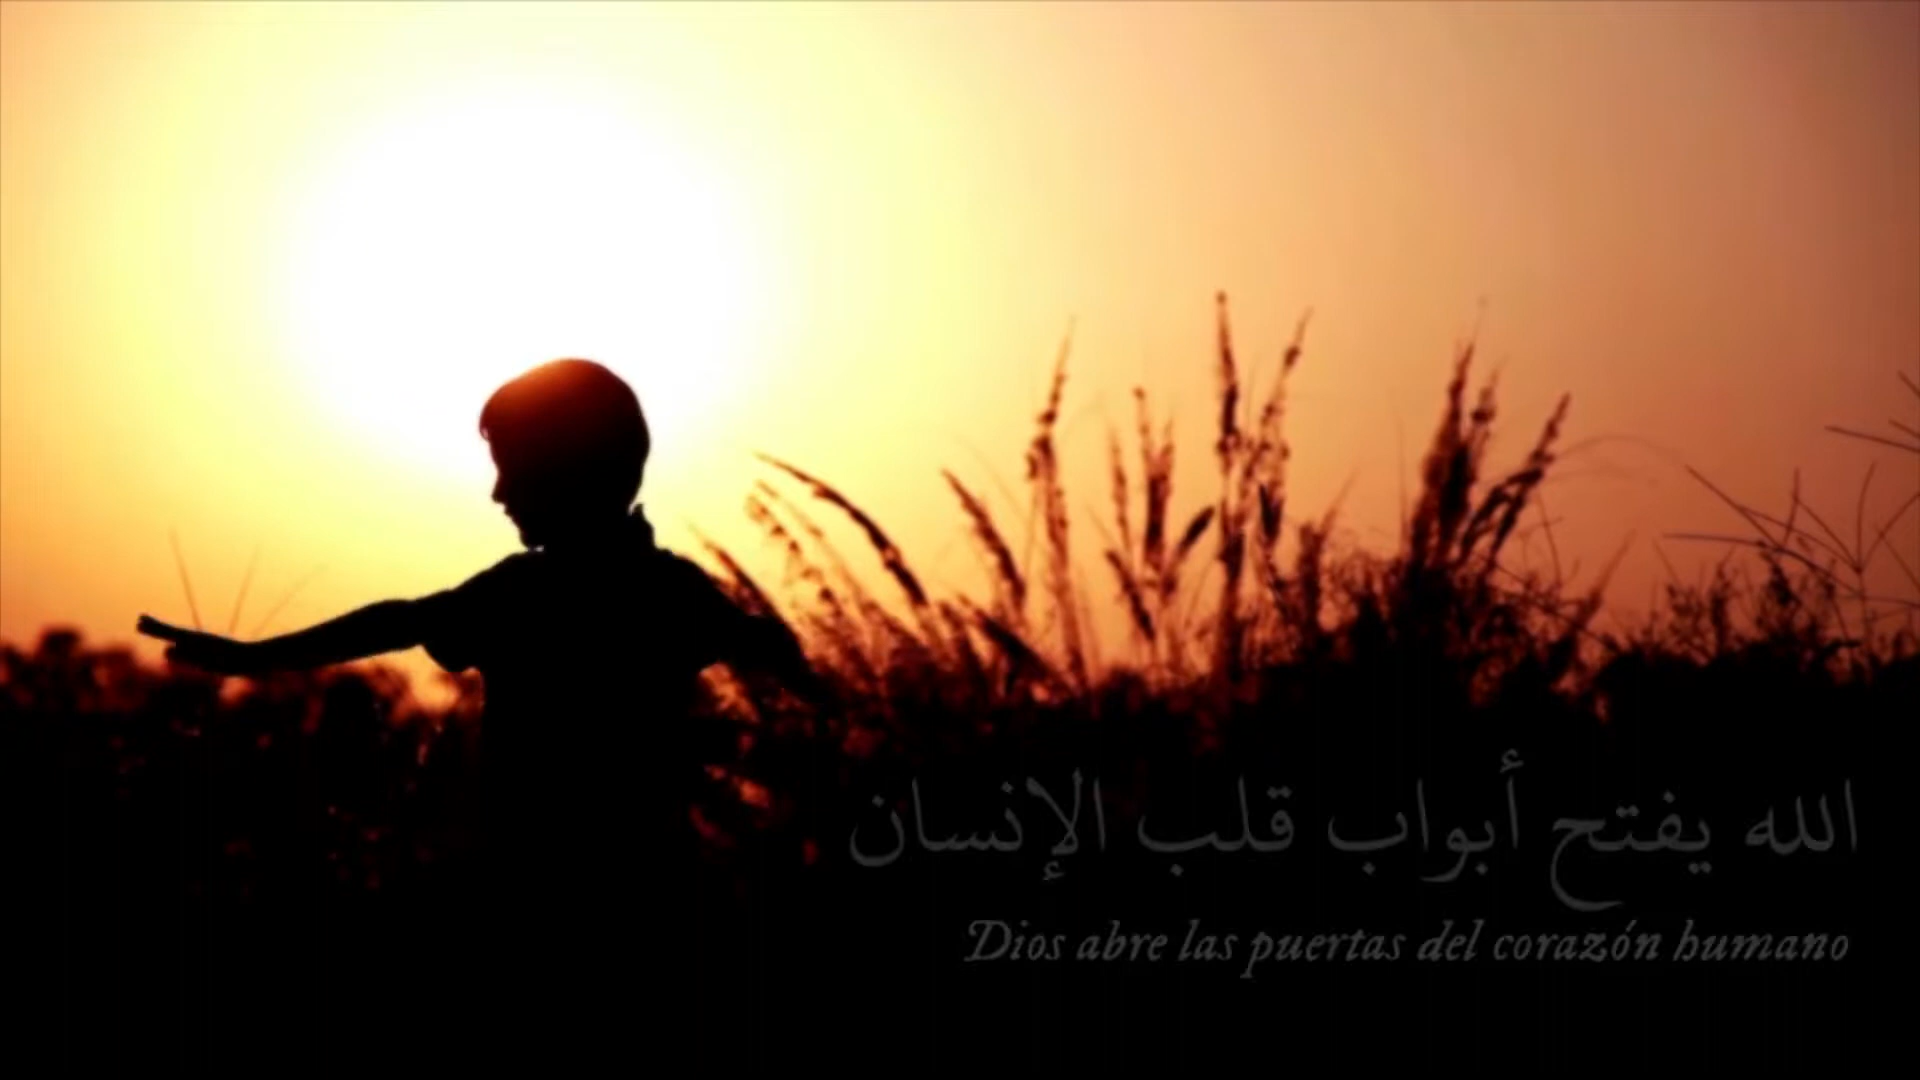 الله يفتح أبواب قلب الإنسان
Dios abre las puertas del corazón humano